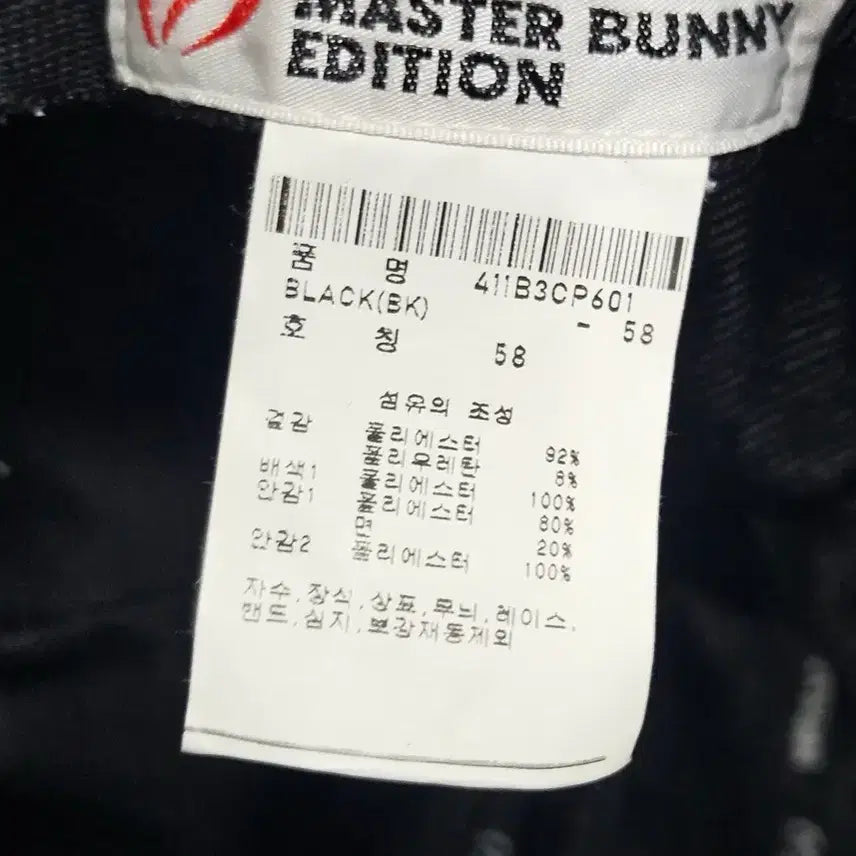 MASTER BUNNY
EDITION
품 명 411B3CP601
BLACK(BK) - 58
호 칭 58
섬유의 조성
겉감 폴리에스터 92%
폴리우레탄 8%
배색1 폴리에스터 100%
안감1 폴리에스터 80%
면 20%
안감2 폴리에스터 100%
자수,장식,상표,무늬,레이스,
밴드,심지,보강재등제외